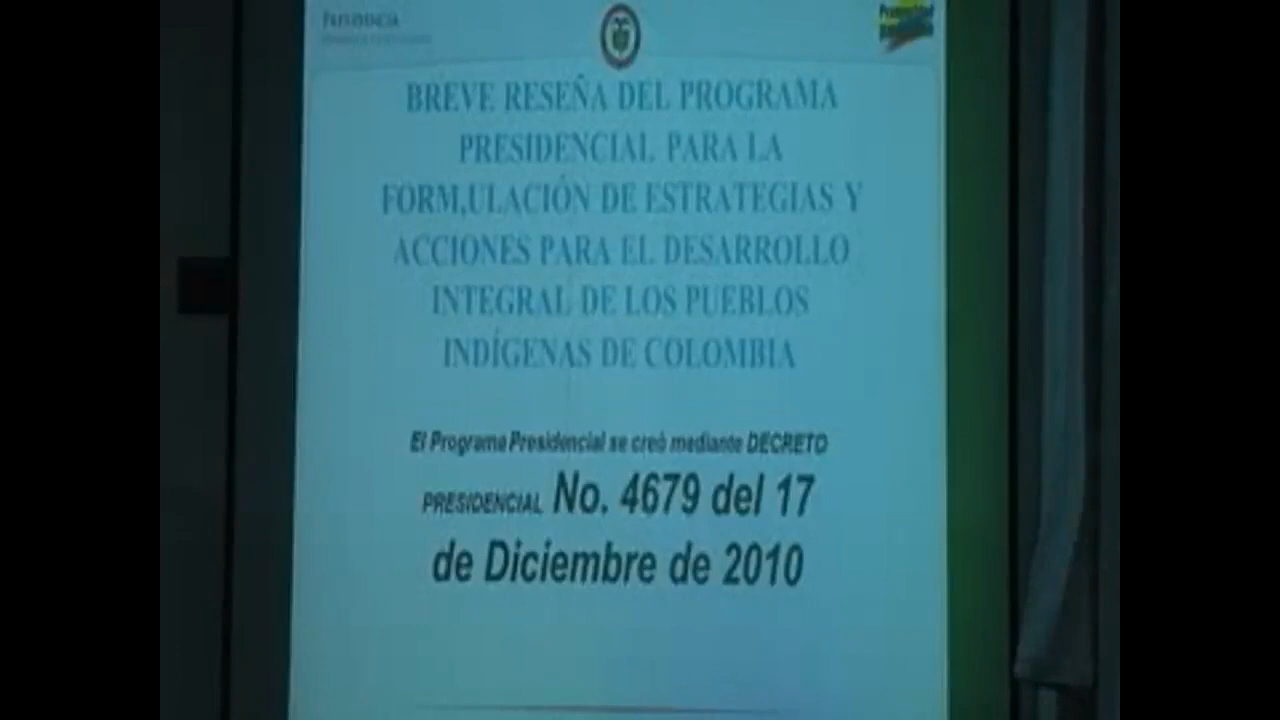 BREVE RESEÑA DEL PROGRAMA
PRESIDENCIAL PARA LA
FORM,ULACIÓN DE ESTRATEGIAS Y
ACCIONES PARA EL DESARROLLO
INTEGRAL DE LOS PUEBLOS
INDÍGENAS DE COLOMBIA
El Programa Presidencial se creó mediante DECRETO
PRESIDENCIAL No. 4679 del 17
de Diciembre de 2010